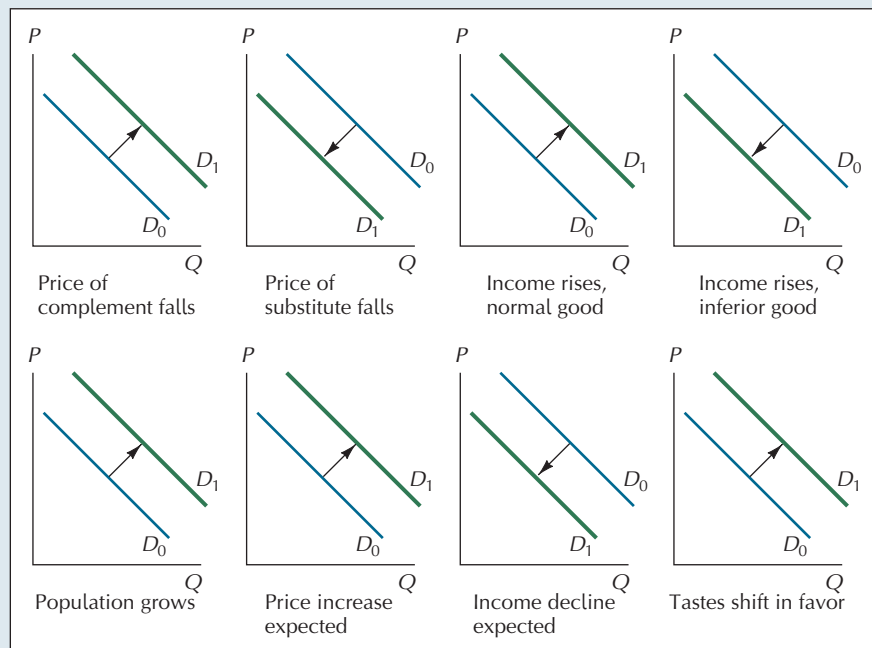 P P P P
D₁ D₀ D₁ D₀
D₀ D₁ D₀ D₁
Q Q Q Q
Price of complement falls
Price of substitute falls
Income rises, normal good
Income rises, inferior good
P P P P
D₁ D₁ D₀ D₁
D₀ D₀ D₁ D₀
Q Q Q Q
Population grows
Price increase expected
Income decline expected
Tastes shift in favor